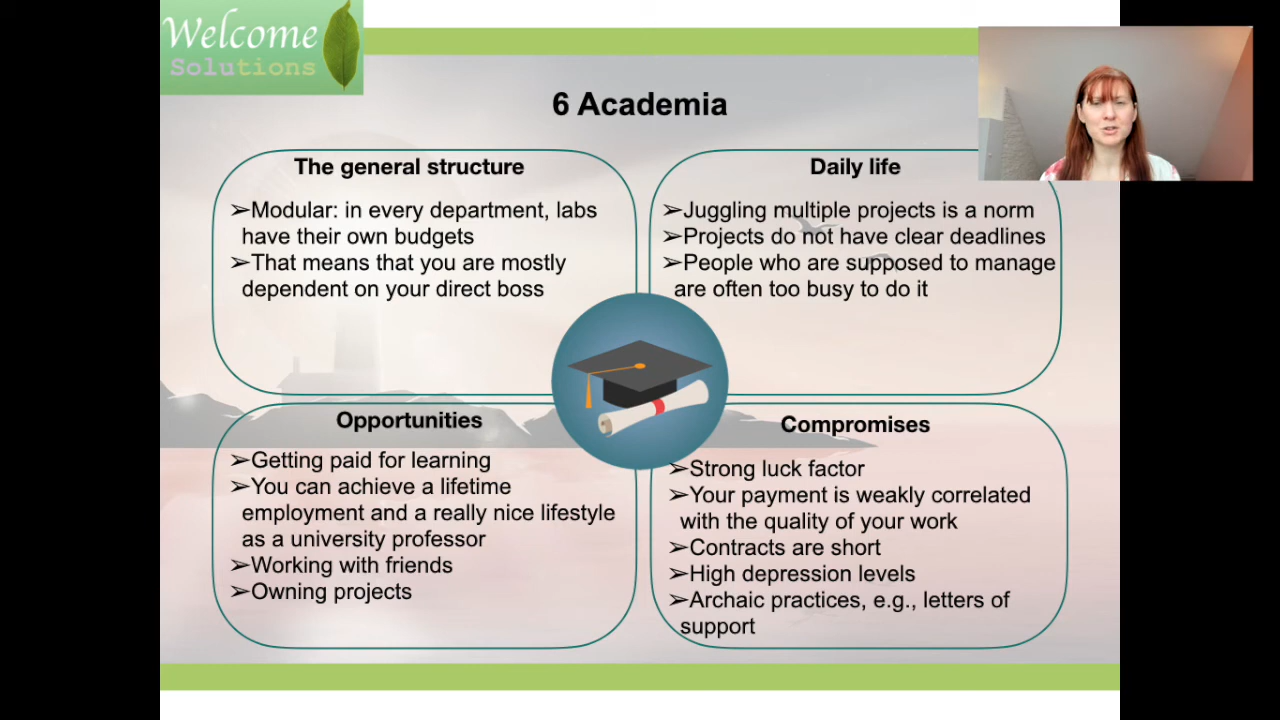 Welcome
Solutions
6 Academia
The general structure
➢Modular: in every department, labs
have their own budgets
➢That means that you are mostly
dependent on your direct boss
Daily life
➢Juggling multiple projects is a norm
➢Projects do not have clear deadlines
➢People who are supposed to manage
are often too busy to do it
Opportunities
➢Getting paid for learning
➢You can achieve a lifetime
employment and a really nice lifestyle
as a university professor
➢Working with friends
➢Owning projects
Compromises
➢Strong luck factor
➢Your payment is weakly correlated
with the quality of your work
➢Contracts are short
➢High depression levels
➢Archaic practices, e.g., letters of
support